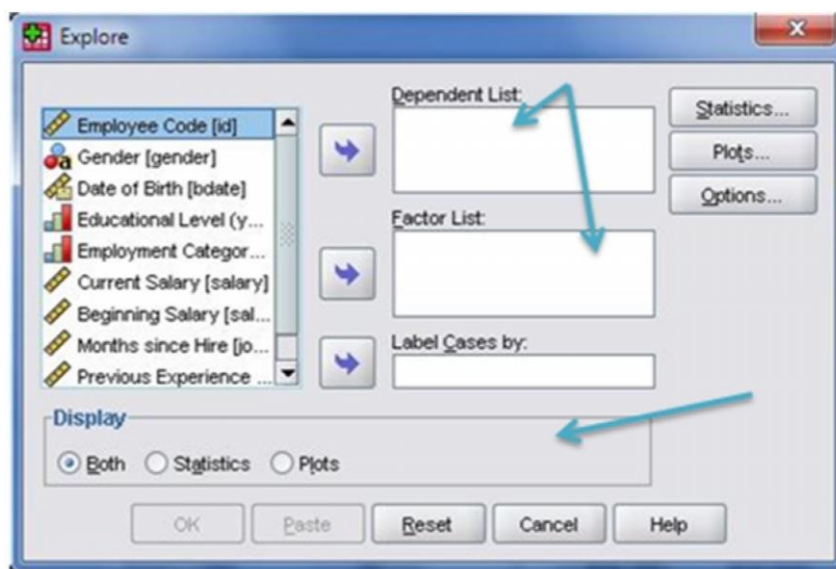 Explore
Dependent List:
Employee Code [id]
Gender [gender]
Date of Birth [bdate]
Educational Level (y...
Employment Categor...
Current Salary [salary]
Beginning Salary [sal...
Months since Hire [jo...
Previous Experience ...
Factor List:
Label Cases by:
Statistics...
Plots...
Options...
Display
Both Statistics Plots
OK Paste Reset Cancel Help